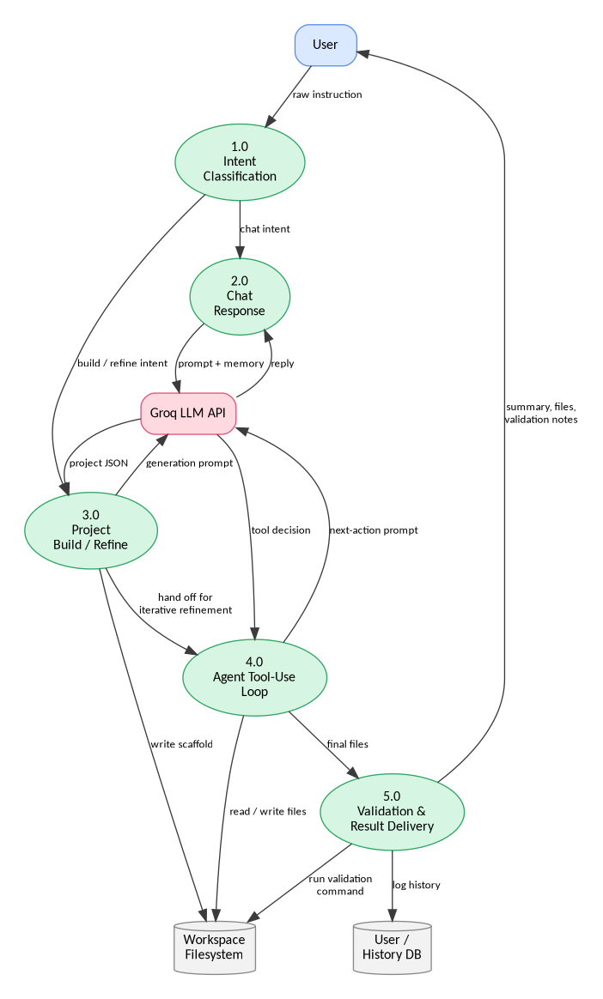 User
raw instruction
1.0
Intent
Classification
chat intent
2.0
Chat
Response
build / refine intent
prompt + memory
reply
Groq LLM API
summary, files,
validation notes
project JSON
generation prompt
3.0
Project
Build / Refine
tool decision
next-action prompt
hand off for
iterative refinement
4.0
Agent Tool-Use
Loop
write scaffold
final files
read / write files
5.0
Validation &
Result Delivery
run validation
command
log history
Workspace
Filesystem
User /
History DB